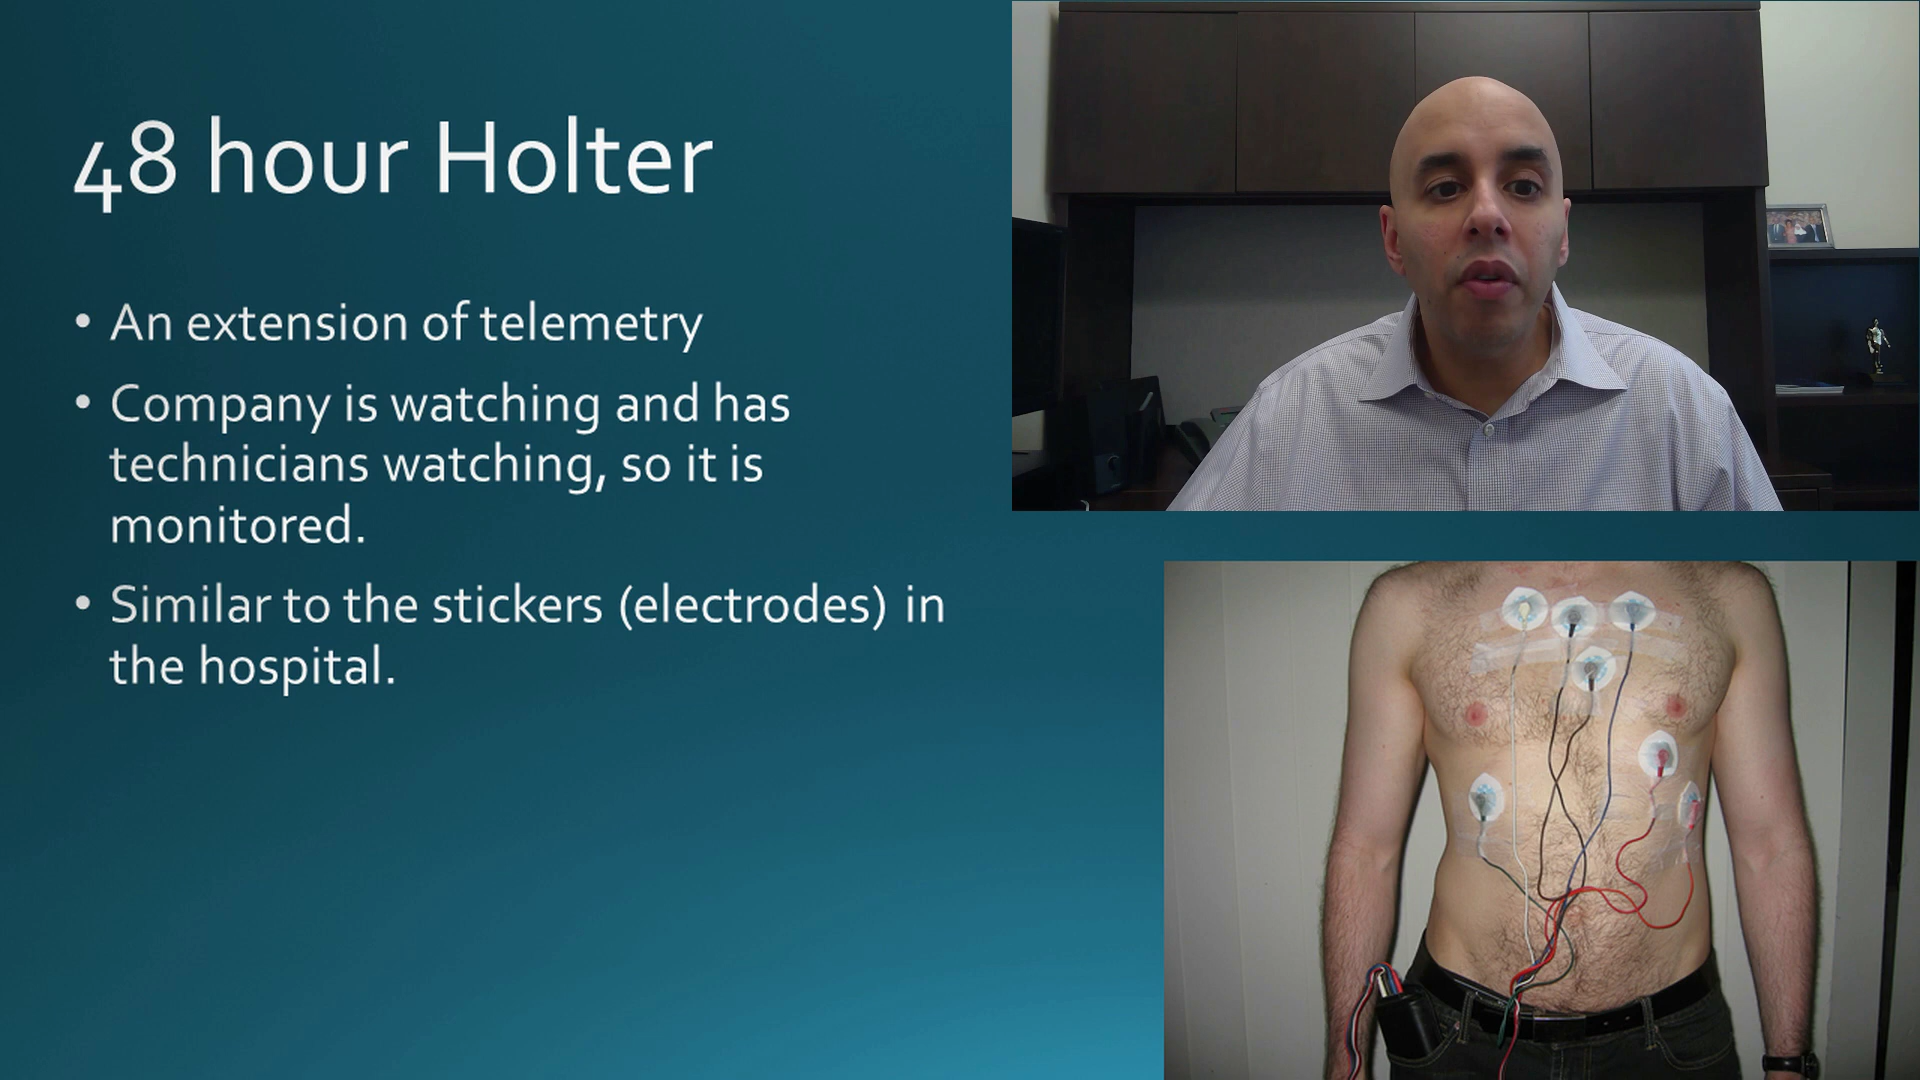 48 hour Holter
• An extension of telemetry
• Company is watching and has
technicians watching, so it is
monitored.
• Similar to the stickers (electrodes) in
the hospital.